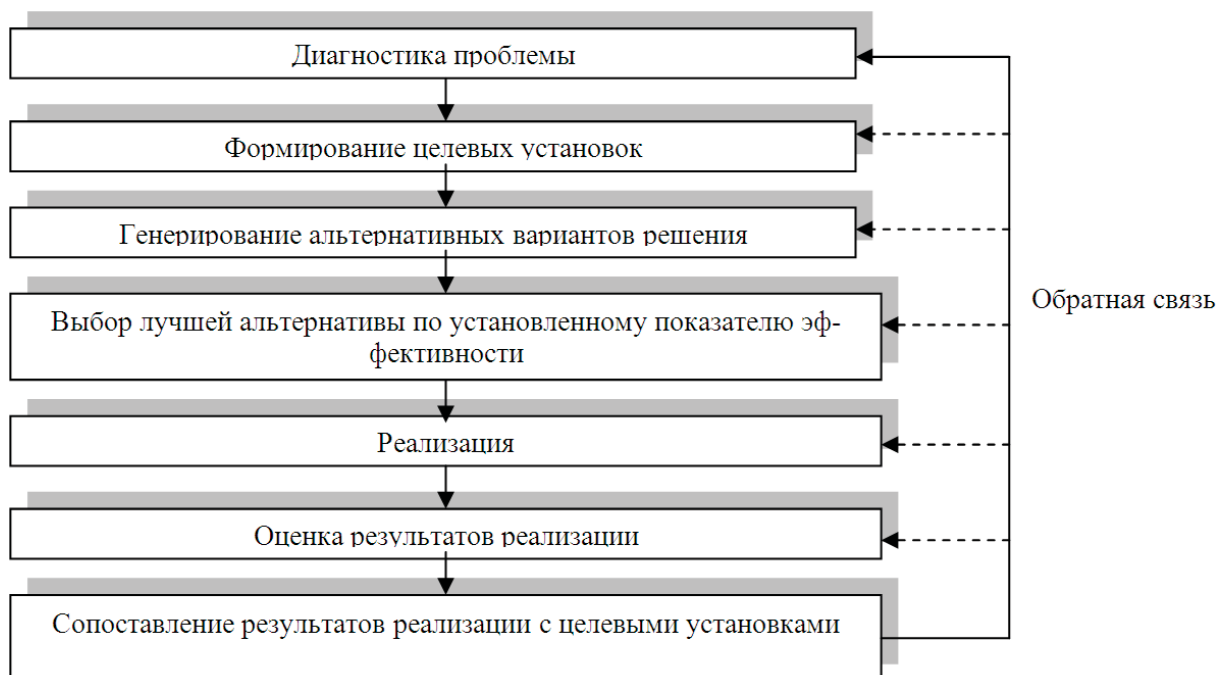 Диагностика проблемы
Формирование целевых установок
Генерирование альтернативных вариантов решения
Выбор лучшей альтернативы по установленному показателю эф-
фективности
Обратная связь
Реализация
Оценка результатов реализации
Сопоставление результатов реализации с целевыми установками